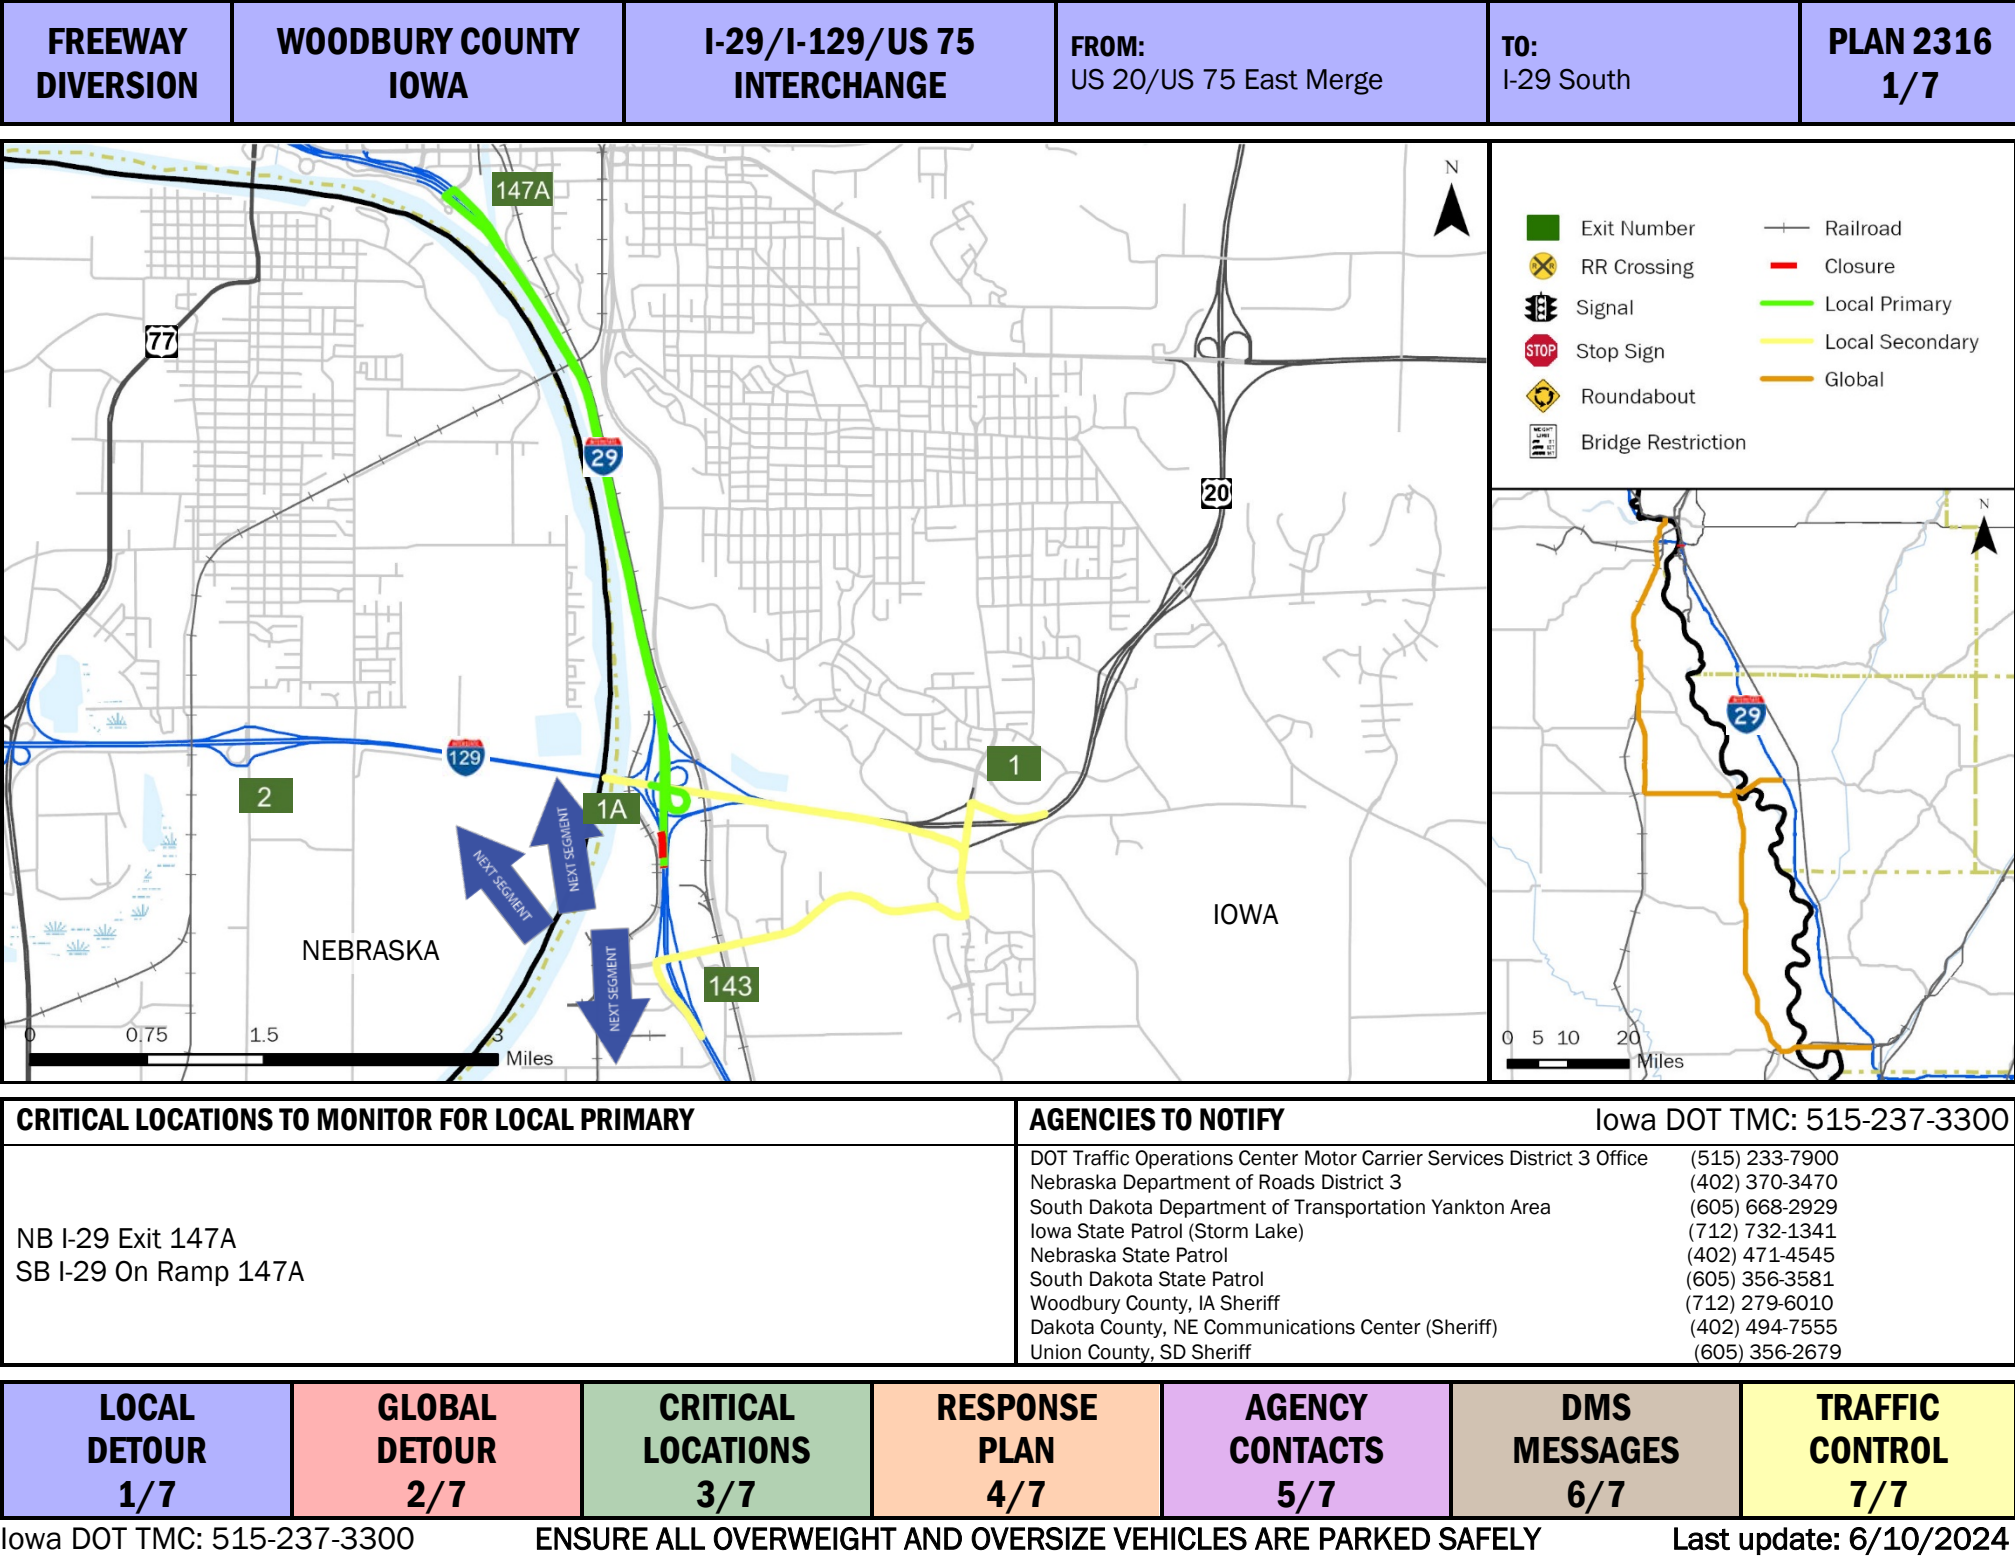 FREEWAY
DIVERSION
WOODBURY COUNTY
IOWA
I-29/I-129/US 75
INTERCHANGE
FROM:
US 20/US 75 East Merge
TO:
I-29 South
PLAN 2316
1/7
147A
77
INTERSTATE
29
20
INTERSTATE
129
2
1A
1
143
NEXT SEGMENT
NEXT SEGMENT
NEXT SEGMENT
NEBRASKA
IOWA
N
0 0.75 1.5 3
Miles
Exit Number
RR Crossing
Signal
STOP
Stop Sign
Roundabout
WEIGHT
LIMIT
Bridge Restriction
Railroad
Closure
Local Primary
Local Secondary
Global
N
INTERSTATE
29
0 5 10 20
Miles
CRITICAL LOCATIONS TO MONITOR FOR LOCAL PRIMARY
NB I-29 Exit 147A
SB I-29 On Ramp 147A
AGENCIES TO NOTIFY Iowa DOT TMC: 515-237-3300
DOT Traffic Operations Center Motor Carrier Services District 3 Office (515) 233-7900
Nebraska Department of Roads District 3 (402) 370-3470
South Dakota Department of Transportation Yankton Area (605) 668-2929
Iowa State Patrol (Storm Lake) (712) 732-1341
Nebraska State Patrol (402) 471-4545
South Dakota State Patrol (605) 356-3581
Woodbury County, IA Sheriff (712) 279-6010
Dakota County, NE Communications Center (Sheriff) (402) 494-7555
Union County, SD Sheriff (605) 356-2679
LOCAL
DETOUR
1/7
GLOBAL
DETOUR
2/7
CRITICAL
LOCATIONS
3/7
RESPONSE
PLAN
4/7
AGENCY
CONTACTS
5/7
DMS
MESSAGES
6/7
TRAFFIC
CONTROL
7/7
Iowa DOT TMC: 515-237-3300 ENSURE ALL OVERWEIGHT AND OVERSIZE VEHICLES ARE PARKED SAFELY Last update: 6/10/2024